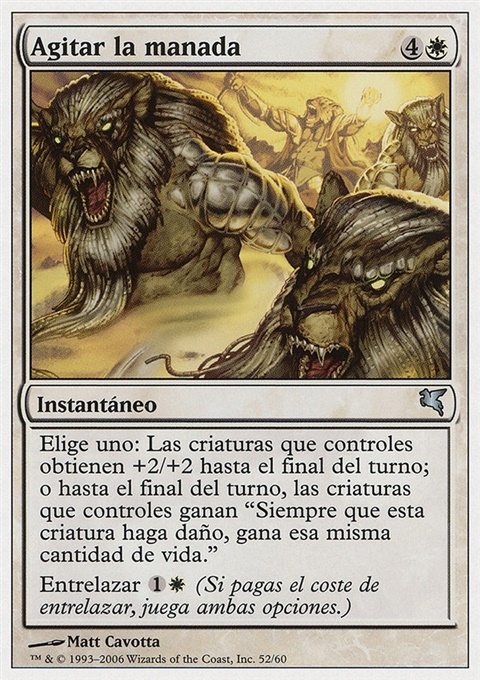 Agitar la manada 4
Instantáneo
Elige uno: Las criaturas que controles
obtienen +2/+2 hasta el final del turno;
o hasta el final del turno, las criaturas
que controles ganan “Siempre que esta
criatura haga daño, gana esa misma
cantidad de vida.”
Entrelazar 1 (Si pagas el coste de
entrelazar, juega ambas opciones.)
Matt Cavotta
™ & © 1993–2006 Wizards of the Coast, Inc. 52/60